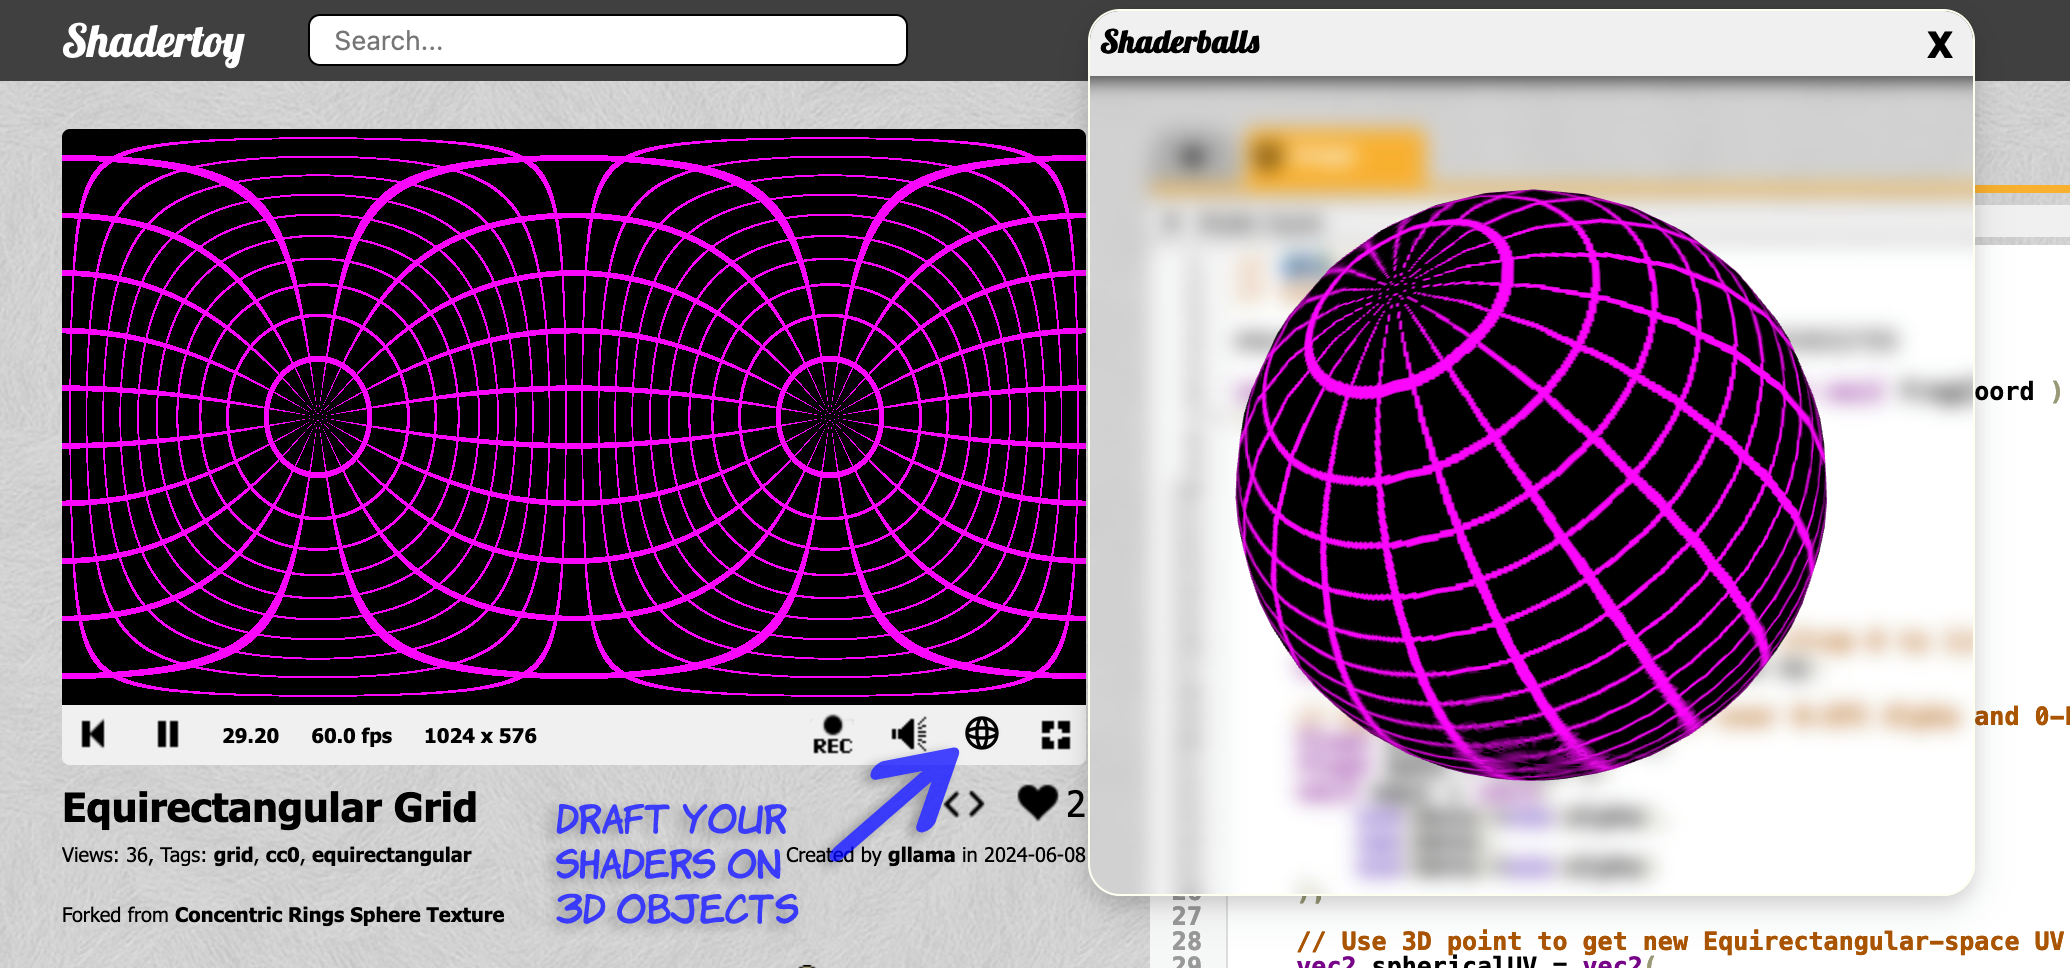 Shadertoy
Search...
Shaderballs
X
29.20 60.0 fps 1024 x 576
REC
Equirectangular Grid
2
Views: 36, Tags: grid, cc0, equirectangular
Created by gllama in 2024-06-08
Forked from Concentric Rings Sphere Texture
DRAFT YOUR
SHADERS ON
3D OBJECTS
oord )
and 0-
27
28 // Use 3D point to get new Equirectangular-space UV
29 vec2 sphericalUV = vec2(